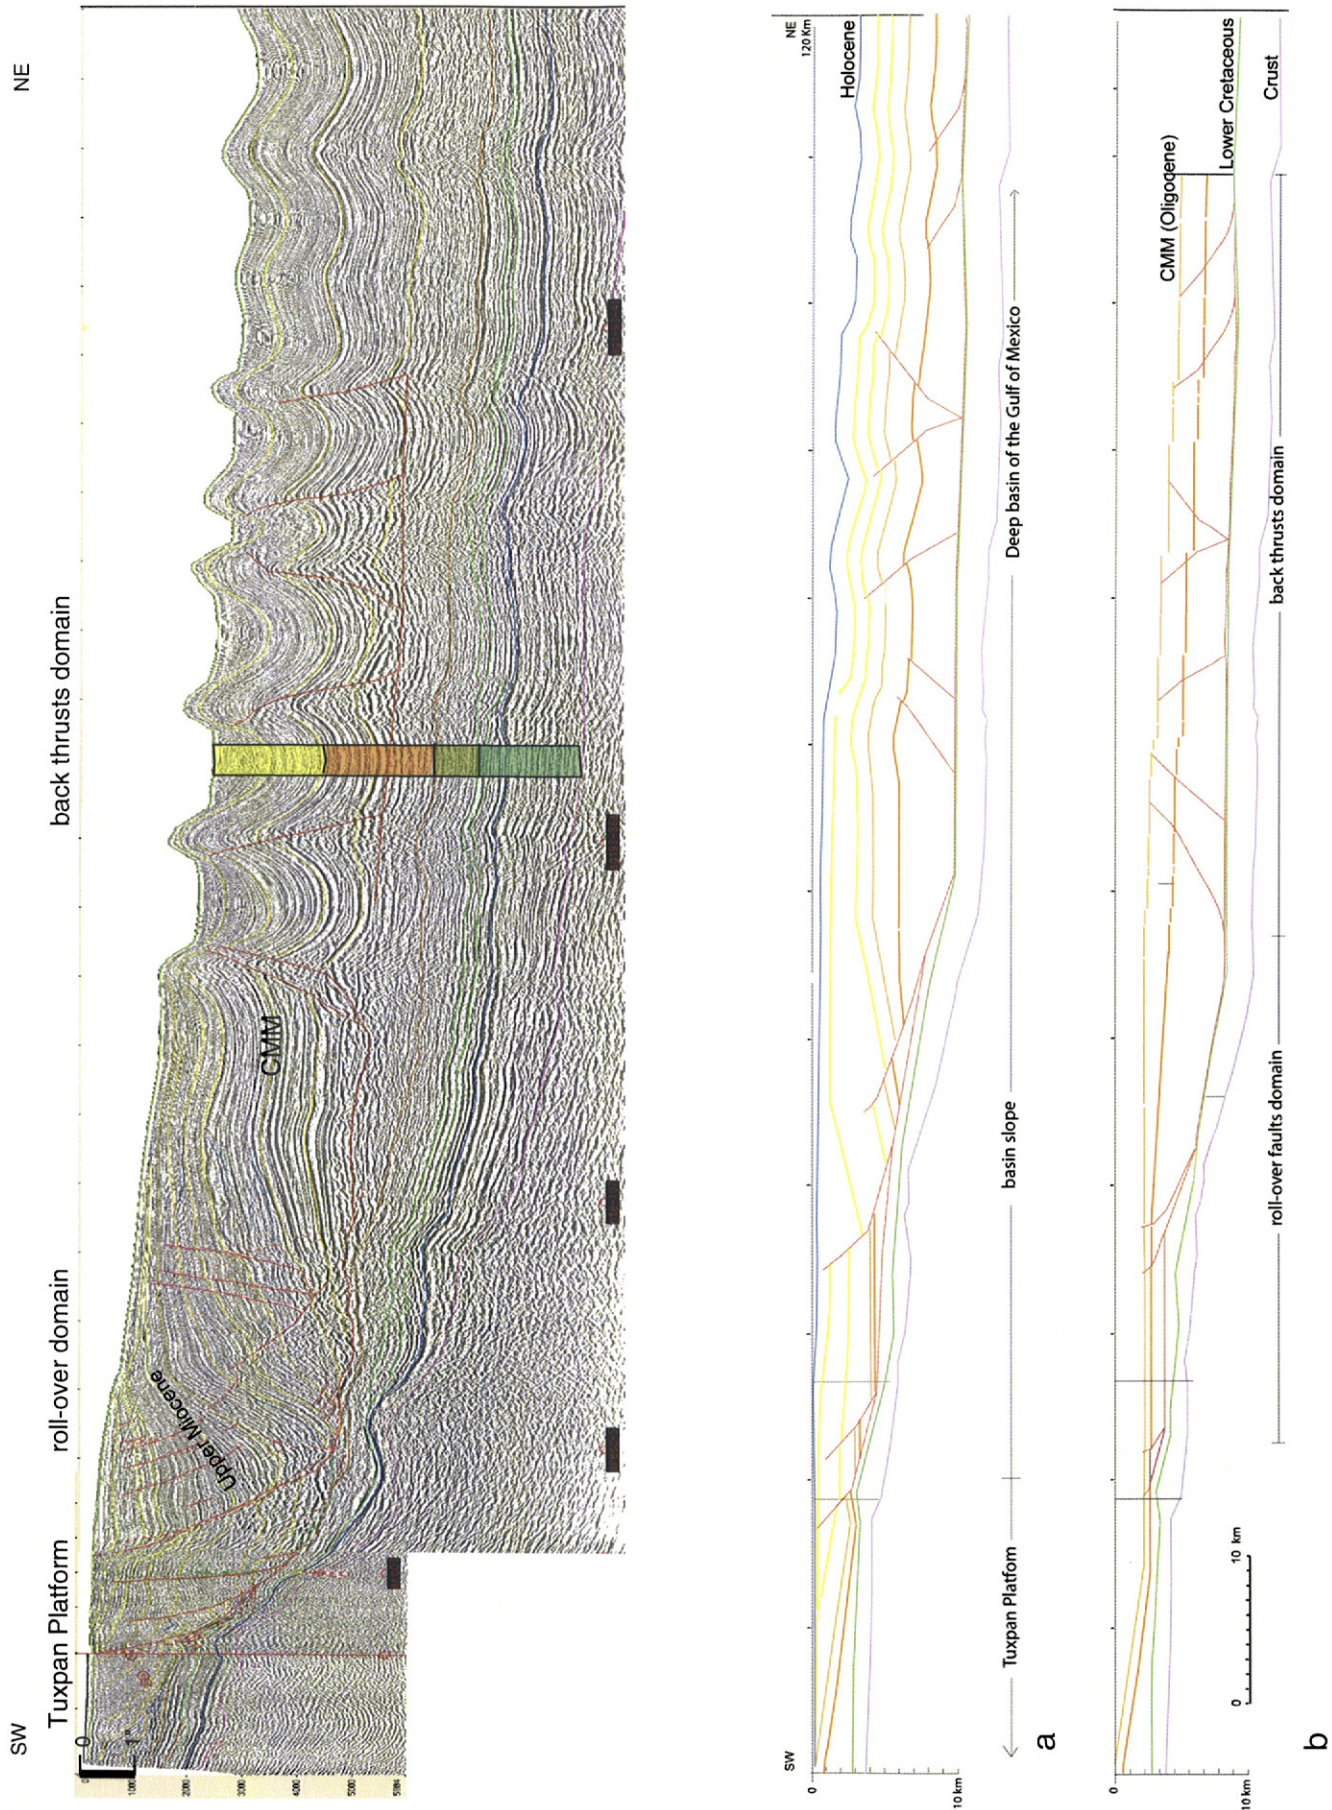 SW
NE
Tuxpan Platform
roll-over domain
back thrusts domain
0
1"
0
1000
2000
3000
4000
5000
Upper Miocene
CMM
SW
NE
120 Km
0
10 km
Holocene
Tuxpan Platfom
basin slope
Deep basin of the Gulf of Mexico
a
0
10 km
CMM (Oligocene)
Lower Cretaceous
Crust
0
10 km
roll-over faults domain
back thrusts domain
b